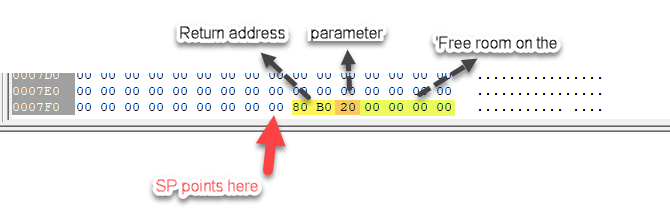 Return address
parameter
'Free room on the
0007D0 00 00 00 00 00 00 00 00 00 00 00 00 00 00 00 00 ................
0007E0 00 00 00 00 00 00 00 00 00 00 00 00 00 00 00 00 ................
0007F0 00 00 00 00 00 00 00 00 00 80 B0 20 00 00 00 00 ........... ....
SP points here